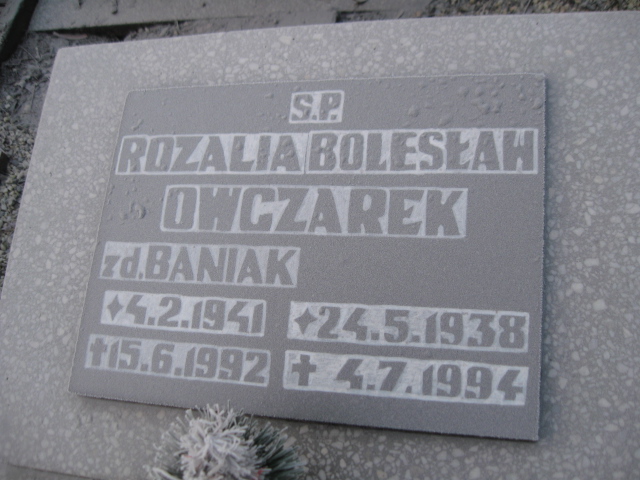 S.P.
ROZALIA BOLESŁAW
OWCZAREK
zd. BANIAK
✦4.2.1941 ✦24.5.1938
✝15.6.1992 ✝4.7.1994